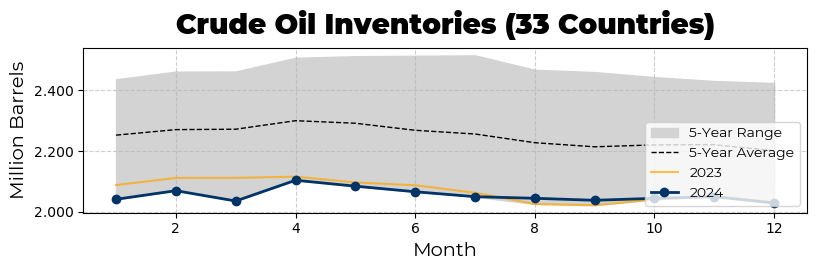 Crude Oil Inventories (33 Countries)
Million Barrels
2.400
2.200
2.000
5-Year Range
5-Year Average
2023
2024
2 4 6 8 10 12
Month